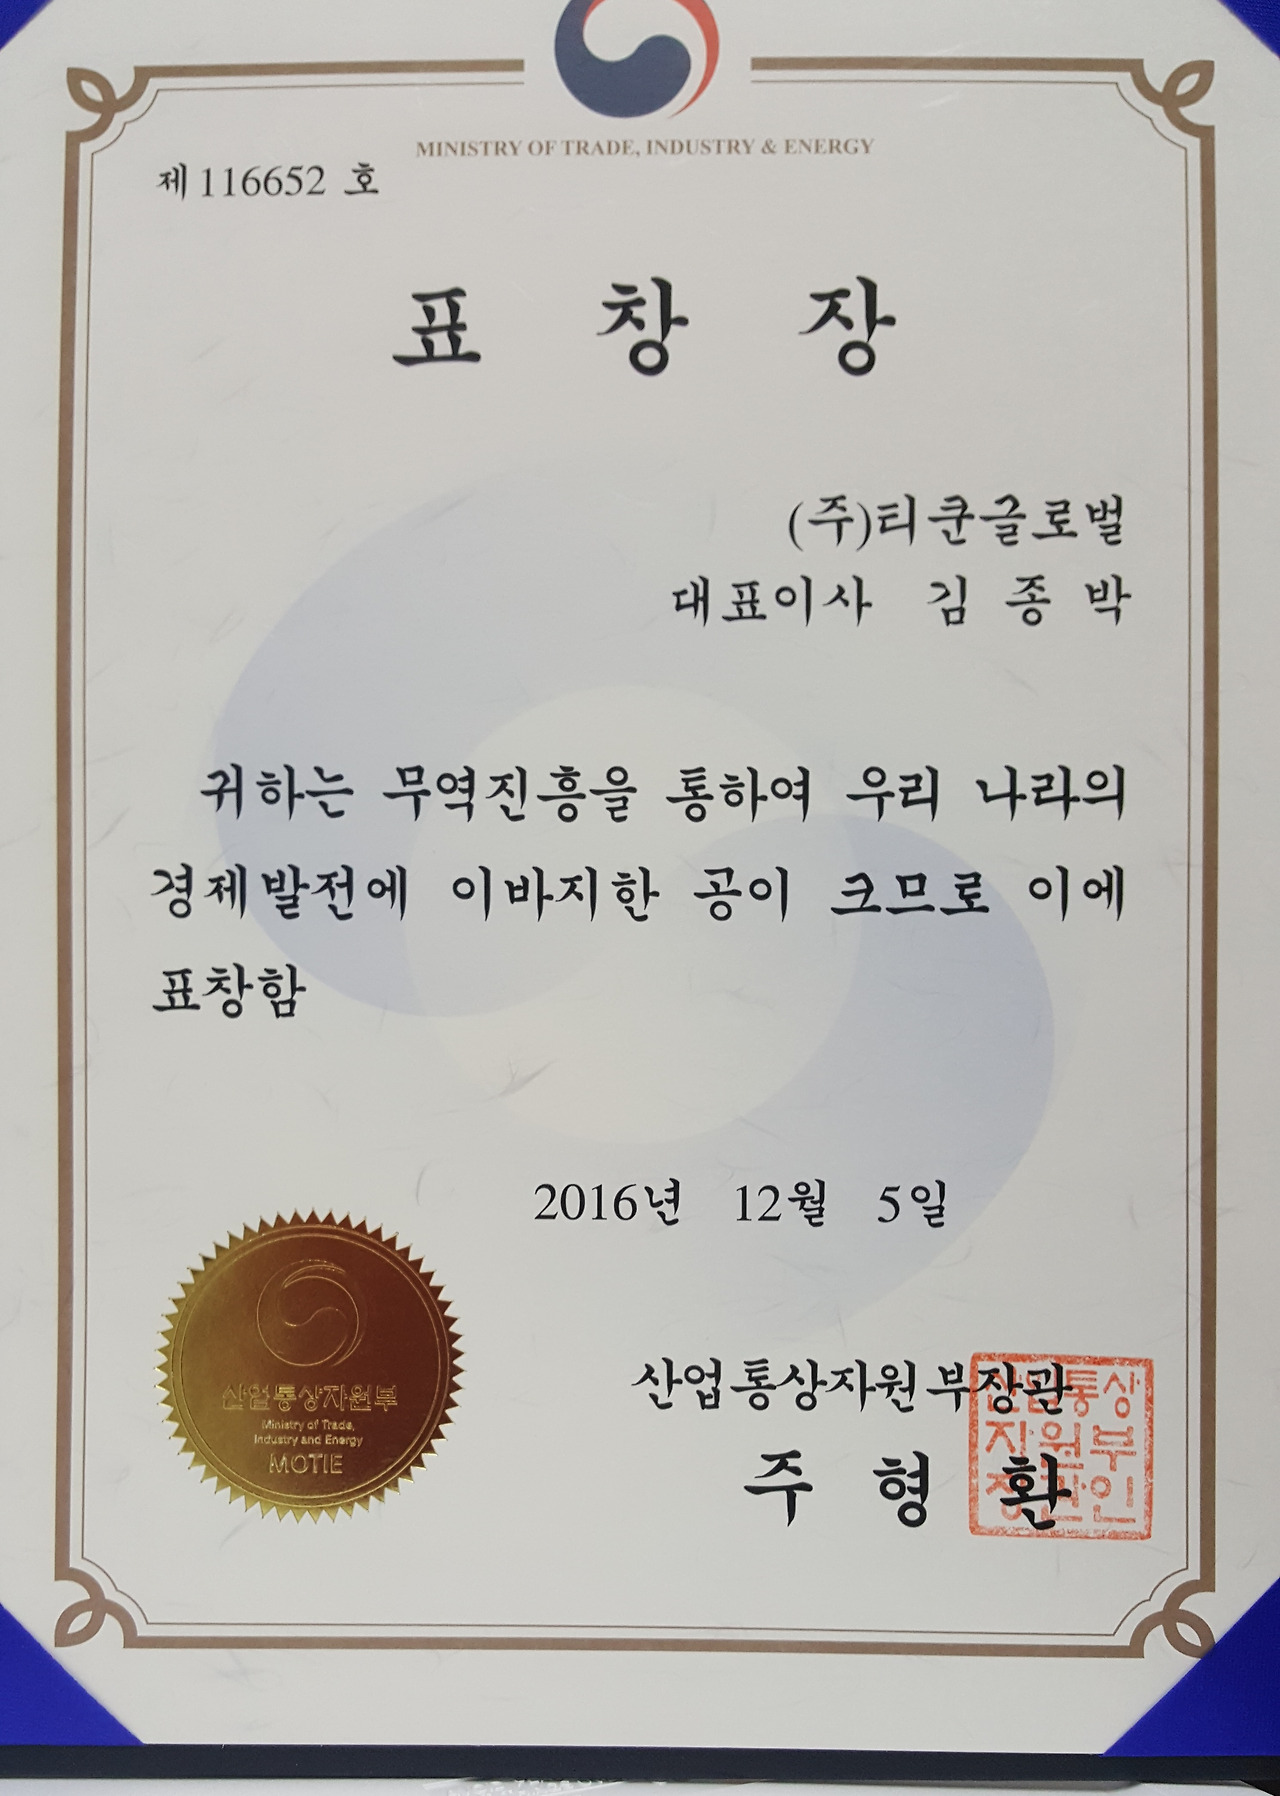 MINISTRY OF TRADE, INDUSTRY & ENERGY
제 116652 호
표 창 장
(주)티쿤글로벌
대표이사 김 종 박
귀하는 무역진흥을 통하여 우리 나라의
경제발전에 이바지한 공이 크므로 이에
표창함
2016년 12월 5일
산업통상자원부장관
주 형 환
산업통상
자원부
장관인
산업통상자원부
Ministry of Trade,
Industry and Energy
MOTIE